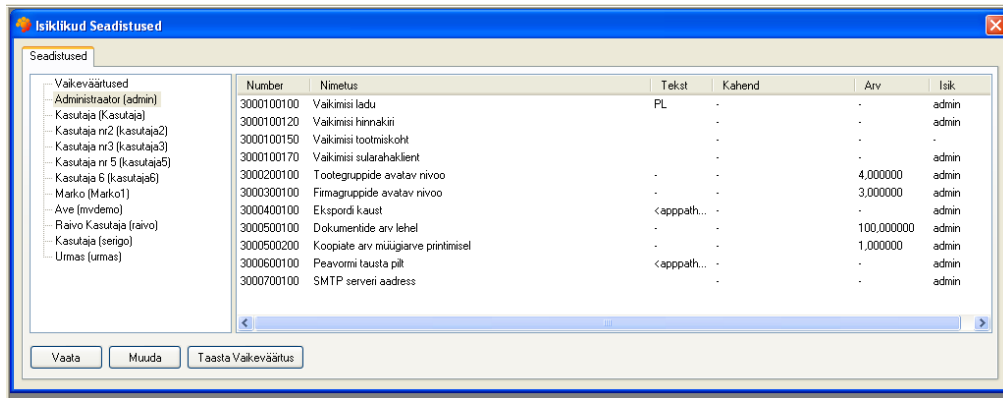 Isiklikud Seadistused
Seadistused
Vaikeväärtused
Administraator (admin)
Kasutaja (Kasutaja)
Kasutaja nr2 (kasutaja2)
Kasutaja nr3 (kasutaja3)
Kasutaja nr 5 (kasutaja5)
Kasutaja 6 (kasutaja6)
Marko (Marko1)
Ave (mvdemo)
Raivo Kasutaja (raivo)
Kasutaja (serigo)
Urmas (urmas)
Number Nimetus Tekst Kahend Arv Isik
3000100100 Vaikimisi ladu PL - - admin
3000100120 Vaikimisi hinnakiri - - admin
3000100150 Vaikimisi tootmiskoht - - -
3000100170 Vaikimisi sularahaklient - - admin
3000200100 Tootegruppide avatav nivoo - - 4,000000 admin
3000300100 Firmagruppide avatav nivoo - - 3,000000 admin
3000400100 Ekspordi kaust <apppath... - - admin
3000500100 Dokumentide arv lehel - - 100,000000 admin
3000500200 Koopiate arv müügiarve printimisel - - 1,000000 admin
3000600100 Peavormi tausta pilt <apppath... - - admin
3000700100 SMTP serveri aadress - - admin
Vaata Muuda Taasta Vaikeväärtus